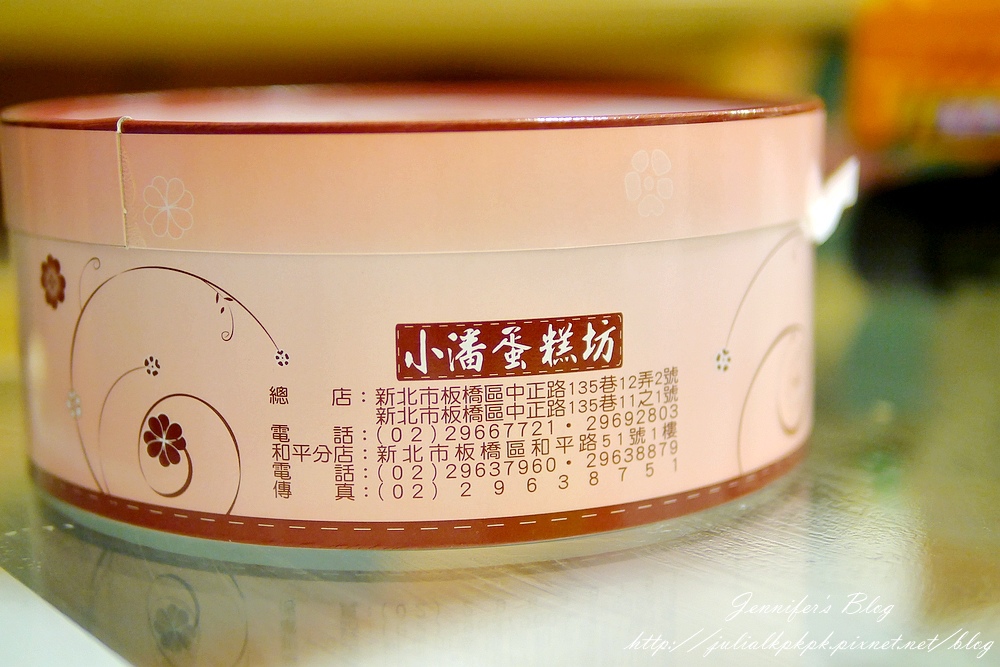 小潘蛋糕坊
總店：新北市板橋區中正路135巷12弄2號
新北市板橋區中正路135巷11之1號
電話：(02)29667721・29692803
和平分店：新北市板橋區和平路51號1樓
電話：(02)29637960・29638879
傳真：(02)29638751
Jennifer's Blog
http://julialkpkpk.pixnet.net/blog